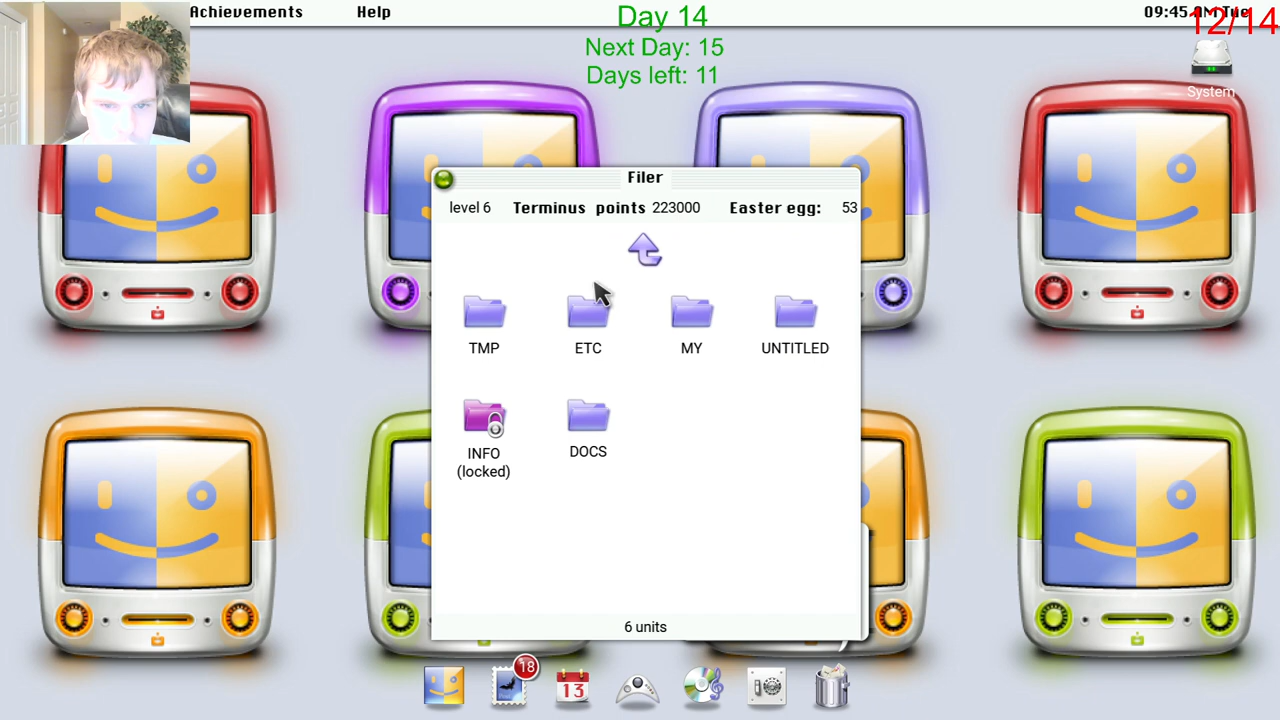 Achievements Help
Day 14
Next Day: 15
Days left: 11
09:45 AM Tue
12/14
System
Filer
level 6 Terminus points 223000 Easter egg: 53
TMP ETC MY UNTITLED
INFO
(locked)
DOCS
6 units
18
13